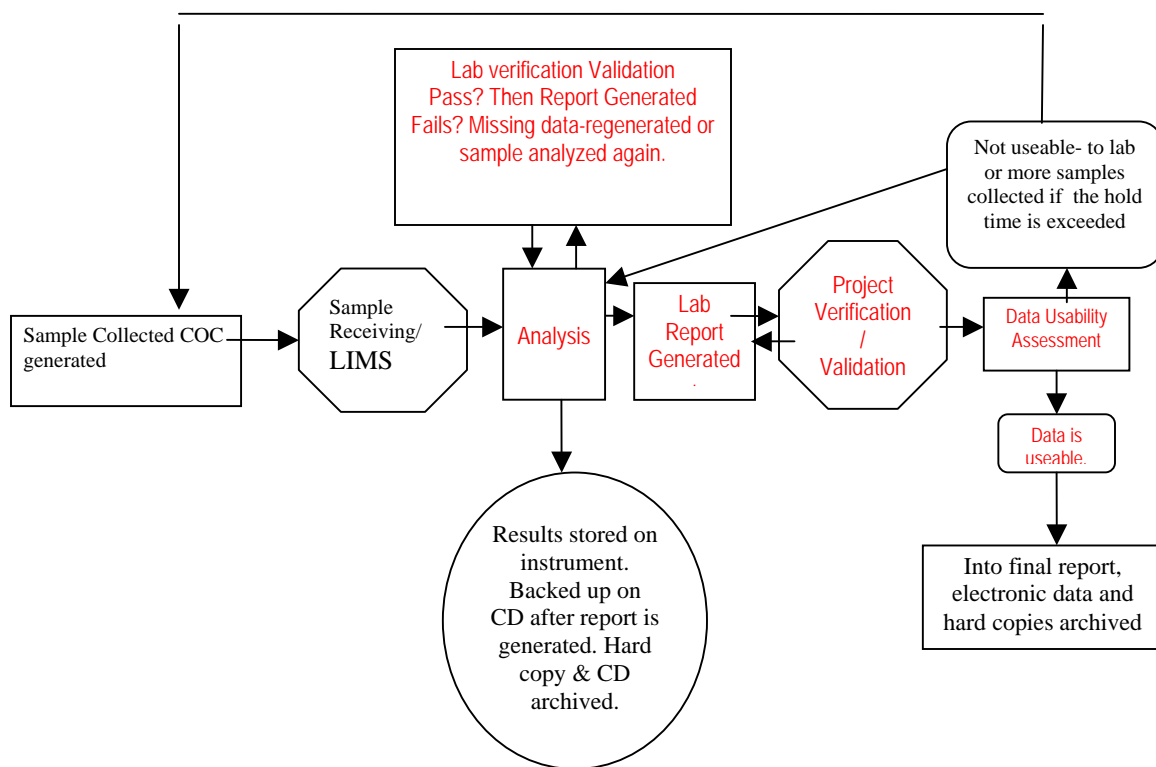 Lab verification Validation
Pass? Then Report Generated
Fails? Missing data-regenerated or
sample analyzed again.
Not useable- to lab
or more samples
collected if the hold
time is exceeded
Sample Collected COC
generated
Sample
Receiving/
LIMS
Analysis
Lab
Report
Generated
.
Project
Verification
/
Validation
Data Usability
Assessment
Data is
useable.
Results stored on
instrument.
Backed up on
CD after report is
generated. Hard
copy & CD
archived.
Into final report,
electronic data and
hard copies archived